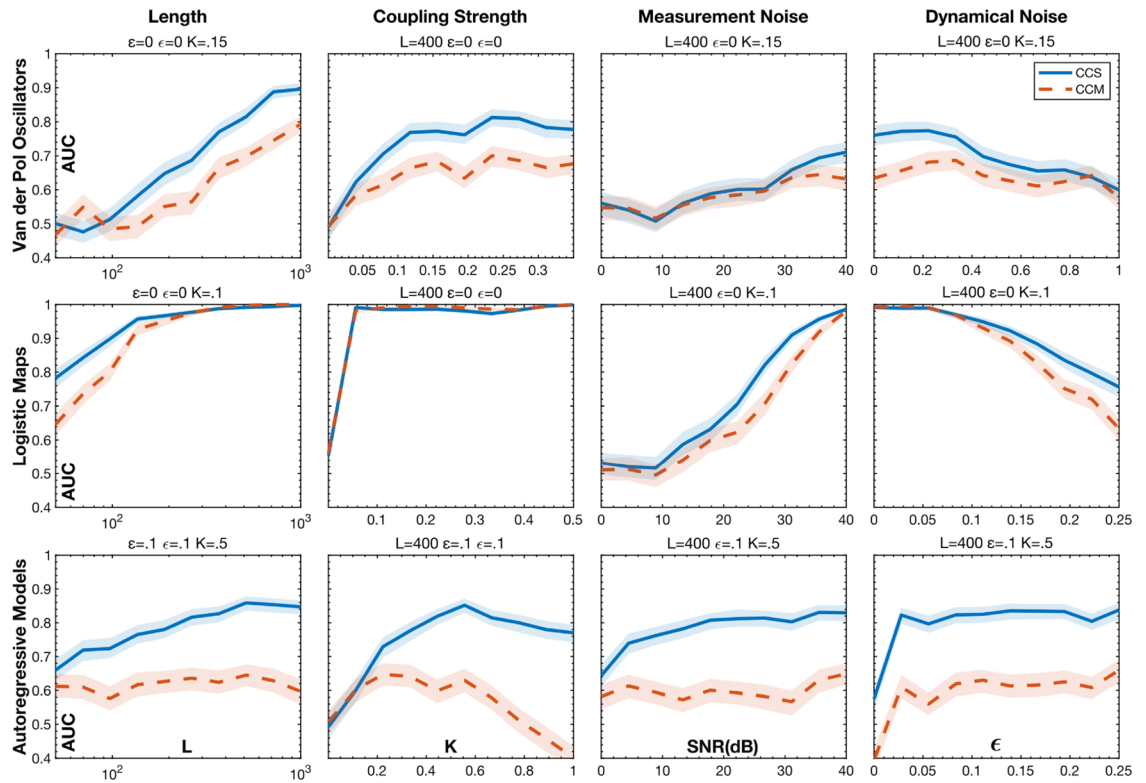 Length Coupling Strength Measurement Noise Dynamical Noise
ε=0 ϵ=0 K=.15 L=400 ε=0 ϵ=0 L=400 ϵ=0 K=.15 L=400 ε=0 K=.15
Van der Pol Oscillators
AUC
1
0.9
0.8
0.7
0.6
0.5
0.4
CCS
CCM
10² 10³ 0.05 0.1 0.15 0.2 0.25 0.3 0 10 20 30 40 0 0.2 0.4 0.6 0.8 1
ε=0 ϵ=0 K=.1 L=400 ε=0 ϵ=0 L=400 ϵ=0 K=.1 L=400 ε=0 K=.1
Logistic Maps
AUC
1
0.9
0.8
0.7
0.6
0.5
0.4
10² 10³ 0.1 0.2 0.3 0.4 0.5 0 10 20 30 40 0 0.05 0.1 0.15 0.2 0.25
ε=.1 ϵ=.1 K=.5 L=400 ε=.1 ϵ=.1 L=400 ϵ=.1 K=.5 L=400 ε=.1 K=.5
Autoregressive Models
AUC
1
0.9
0.8
0.7
0.6
0.5
0.4
L K SNR(dB) ϵ
10² 10³ 0.2 0.4 0.6 0.8 1 0 10 20 30 40 0 0.05 0.1 0.15 0.2 0.25